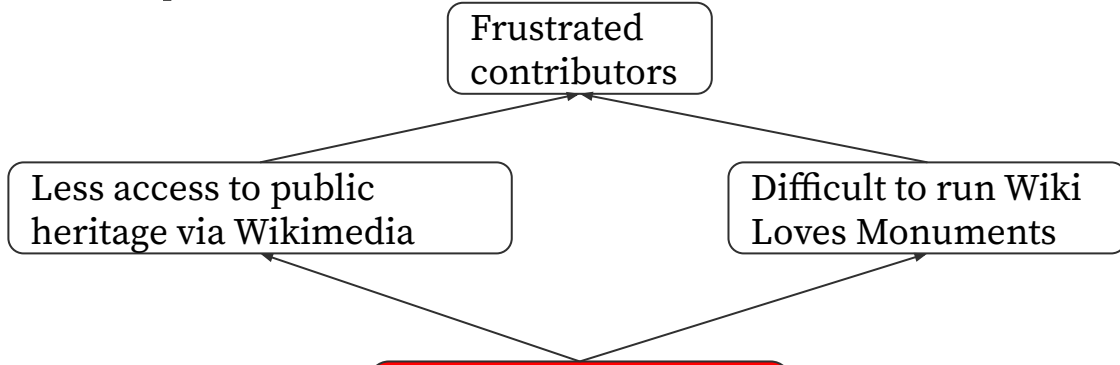 Frustrated
contributors
Less access to public
heritage via Wikimedia
Difficult to run Wiki
Loves Monuments